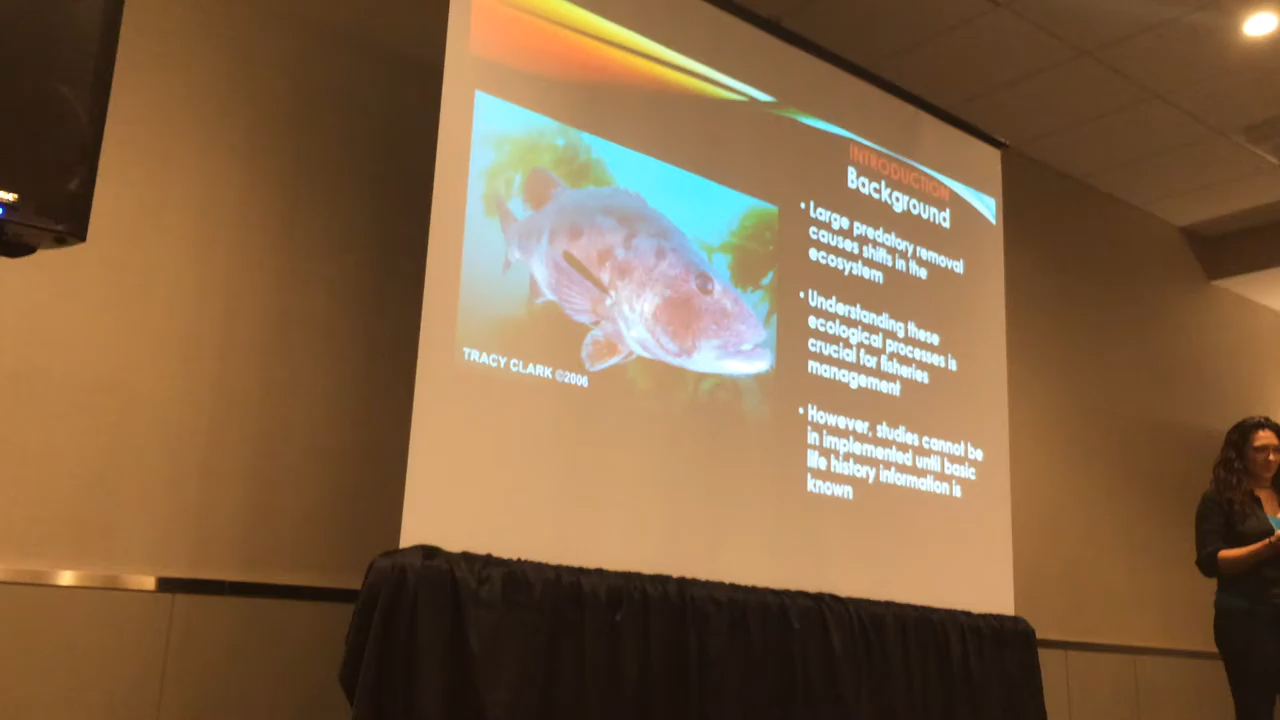 INTRODUCTION
Background
• Large predatory removal
causes shifts in the
ecosystem
• Understanding these
ecological processes is
crucial for fisheries
management
• However, studies cannot be
in implemented until basic
life history information is
known
TRACY CLARK ©2006